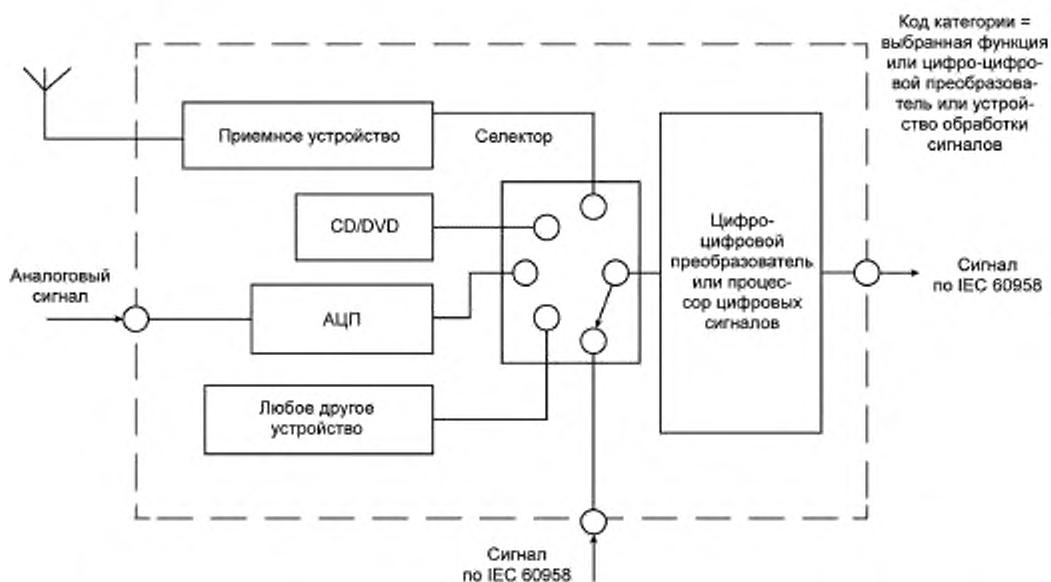 Код категории =
выбранная функция
или цифро-цифро-
вой преобразова-
тель или устрой-
ство обработки
сигналов
Приемное устройство
Селектор
CD/DVD
Цифро-
цифровой
преобразователь
или процес-
сор цифровых
сигналов
Аналоговый
сигнал
АЦП
Сигнал
по IEC 60958
Любое другое
устройство
Сигнал
по IEC 60958